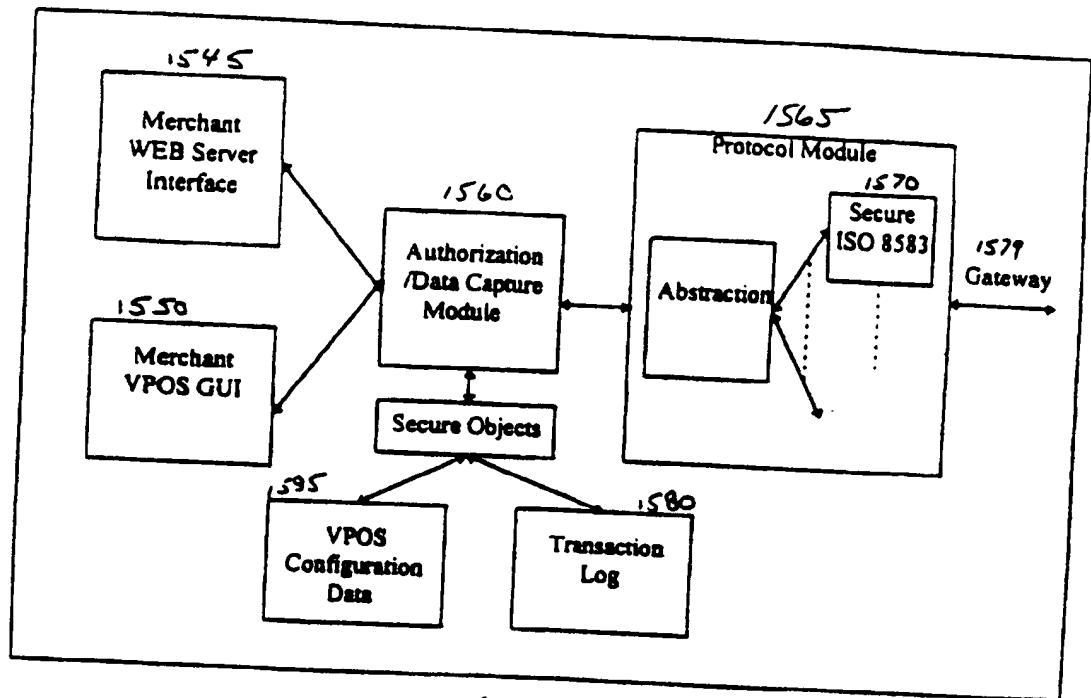 1545
Merchant
WEB Server
Interface
1550
Merchant
VPOS GUI
1560
Authorization
/Data Capture
Module
Secure Objects
1595
VPOS
Configuration
Data
1580
Transaction
Log
1565
Protocol Module
Abstraction
1570
Secure
ISO 8583
1579
Gateway